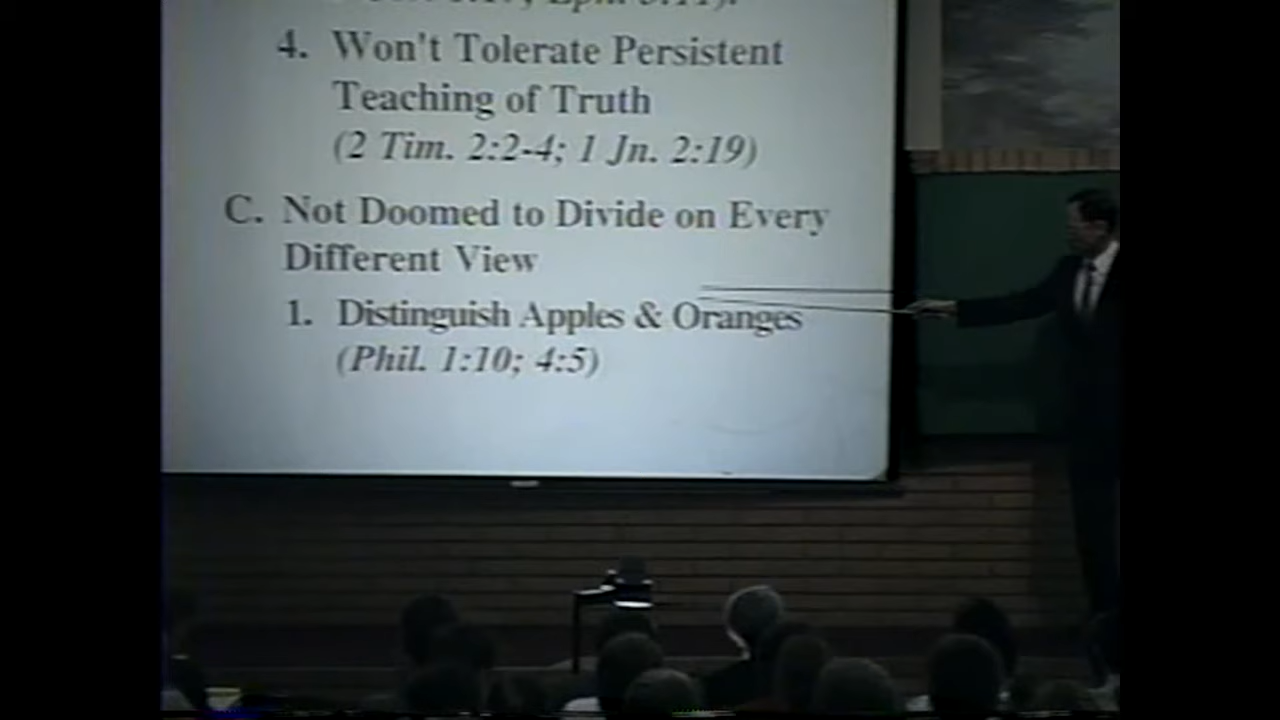 4. Won't Tolerate Persistent
Teaching of Truth
(2 Tim. 2:2-4; 1 Jn. 2:19)
C. Not Doomed to Divide on Every
Different View
1. Distinguish Apples & Oranges
(Phil. 1:10; 4:5)